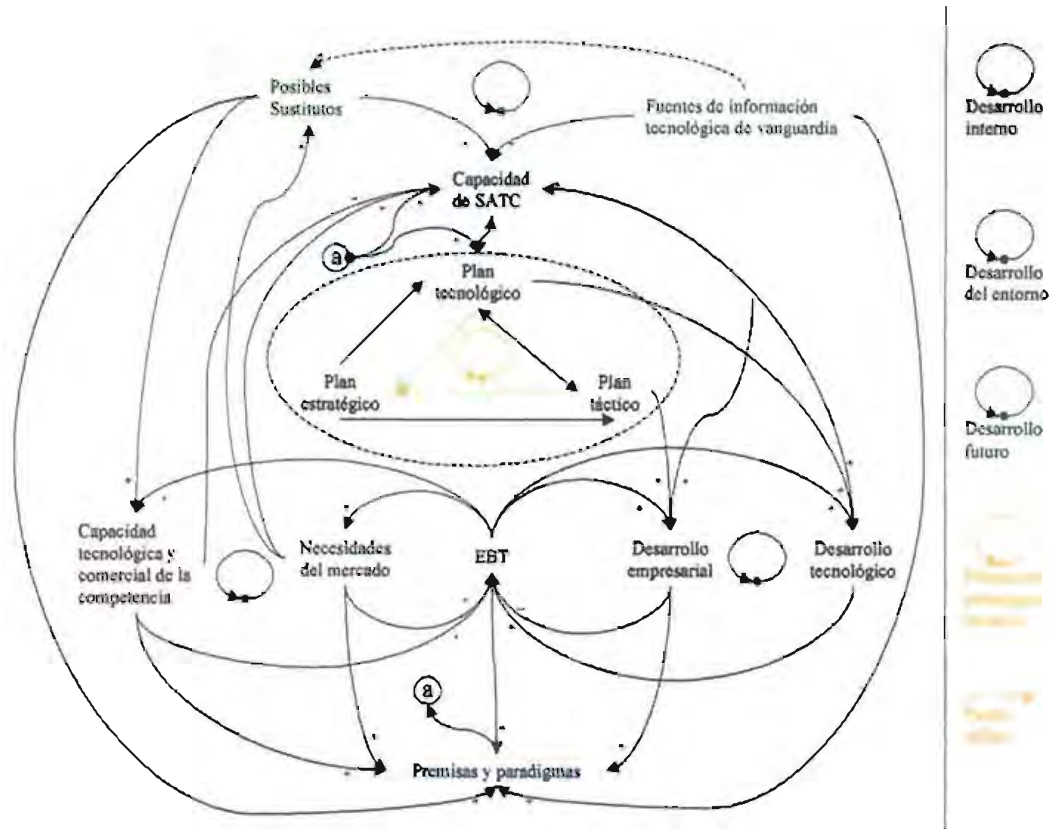 Posibles
Sustitutos
Fuentes de información
tecnológica de vanguardia
Capacidad
de SATC
a
Plan
tecnológico
Plan
estratégico
Plan
táctico
Capacidad
tecnológica y
comercial de la
competencia
Necesidades
del mercado
EBT
Desarrollo
empresarial
Desarrollo
tecnológico
a
Premisas y paradigmas
Desarrollo
interno
Desarrollo
del entorno
Desarrollo
futuro